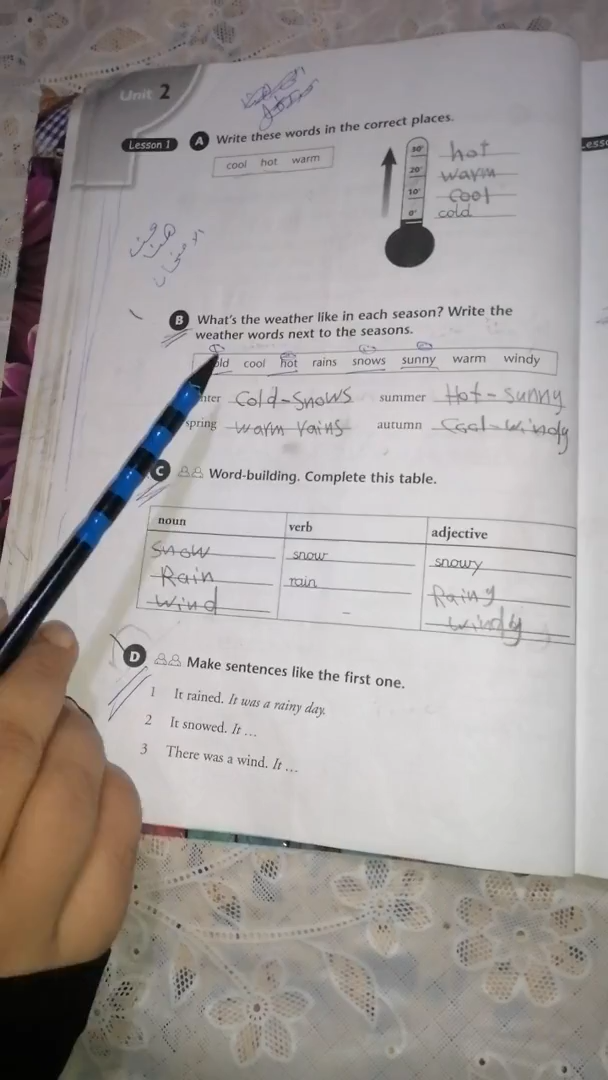 Unit 2
Lesson 1 A Write these words in the correct places.
cool hot warm
30° hot
20° warm
10° cool
0° cold
B What's the weather like in each season? Write the
weather words next to the seasons.
cool hot rains snows sunny warm windy
Cold-Snows summer Hot-Sunny
spring warm rains autumn Cool-windy
C Word-building. Complete this table.
noun verb adjective
Snow snow snowy
Rain rain Rainy
Wind – windy
D Make sentences like the first one.
1 It rained. It was a rainy day.
2 It snowed. It ...
3 There was a wind. It ...